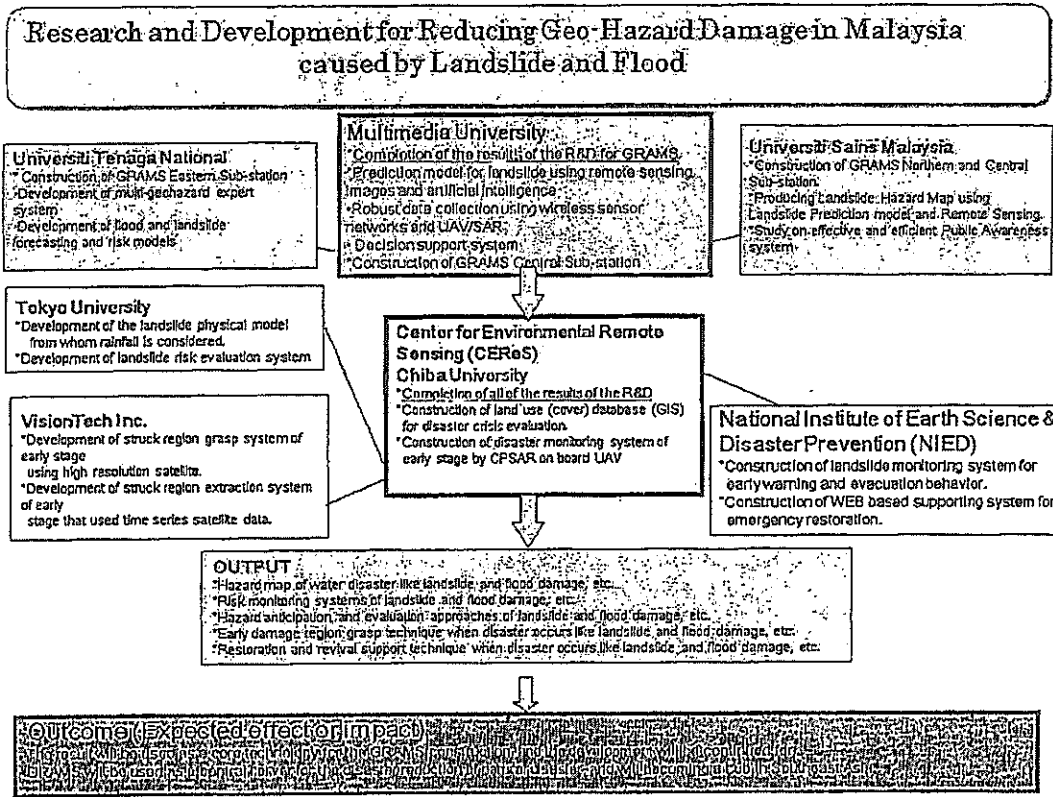 Research and Development for Reducing Geo-Hazard Damage in Malaysia
caused by Landslide and Flood
Universiti Tenaga National
*Construction of GRAMS Eastern Sub-station
*Development of multi-geohazard expert
system
*Development of flood and landslide
forecasting and risk models
Multimedia University
*Completion of the results of the R&D for GRAMS
*Prediction model for landslide using remote sensing
images and artificial intelligence
*Robust data collection using wireless sensor
networks and UAV/SAR,
*Decision support system
*Construction of GRAMS Central Sub-station
Universiti Sains Malaysia
*Construction of GRAMS Northern and Central
Sub-station
*Producing Landslide Hazard Map using
Landslide Prediction model and Remote Sensing.
*Study on effective and efficient Public Awareness
system
Tokyo University
*Development of the landslide physical model
from whom rainfall is considered.
*Development of landslide risk evaluation system
Center for Environmental Remote
Sensing (CEReS)
Chiba University
*Completion of all of the results of the R&D
*Construction of land use (cover) database (GIS)
for disaster crisis evaluation.
*Construction of disaster monitoring system of
early stage by CPSAR on board UAV
VisionTech Inc.
*Development of struck region grasp system of
early stage
using high resolution satellite.
*Development of struck region extraction system
of early
stage that used time series satellite data.
National Institute of Earth Science &
Disaster Prevention (NIED)
*Construction of landslide monitoring system for
early warning and evacuation behavior.
*Construction of WEB based supporting system for
emergency restoration.
OUTPUT
*Hazard map of water disaster like landslide and flood damage, etc.
*Risk monitoring systems of landslide and flood damage, etc.
*Hazard anticipation and evaluation approaches of landslide and flood damage, etc.
*Early damage region grasp technique when disaster occurs like landslide and flood damage, etc.
*Restoration and revival support technique when disaster occurs like landslide and flood damage, etc.
Outcome (Expected effect or impact)